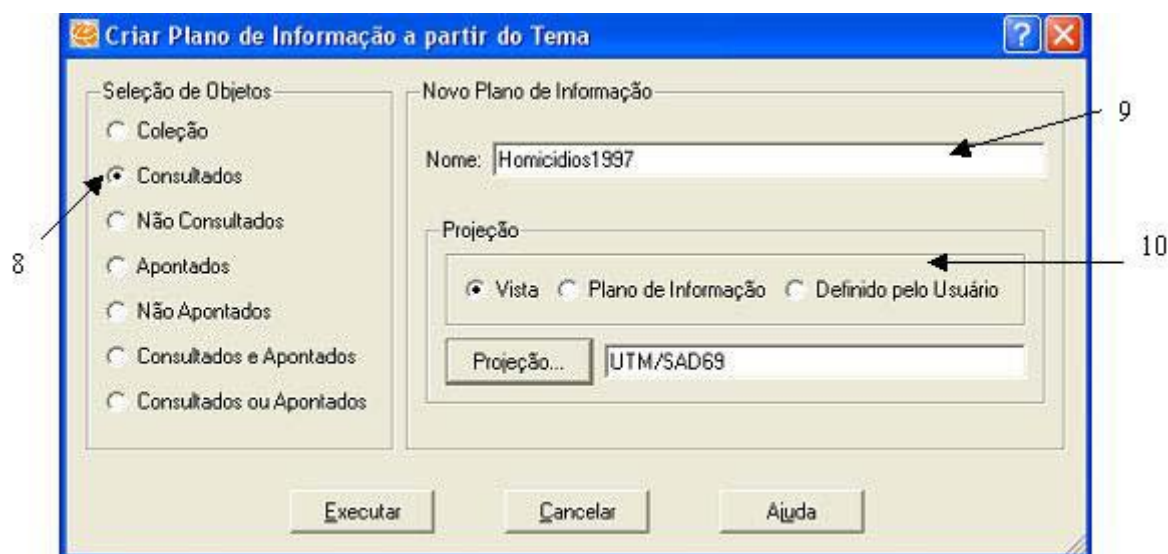 Criar Plano de Informação a partir do Tema
Seleção de Objetos
Coleção
Consultados
Não Consultados
Apontados
Não Apontados
Consultados e Apontados
Consultados ou Apontados
Novo Plano de Informação
Nome: Homicidios1997
Projeção
Vista Plano de Informação Definido pelo Usuário
Projeção... UTM/SAD69
Executar Cancelar Ajuda
8
9
10